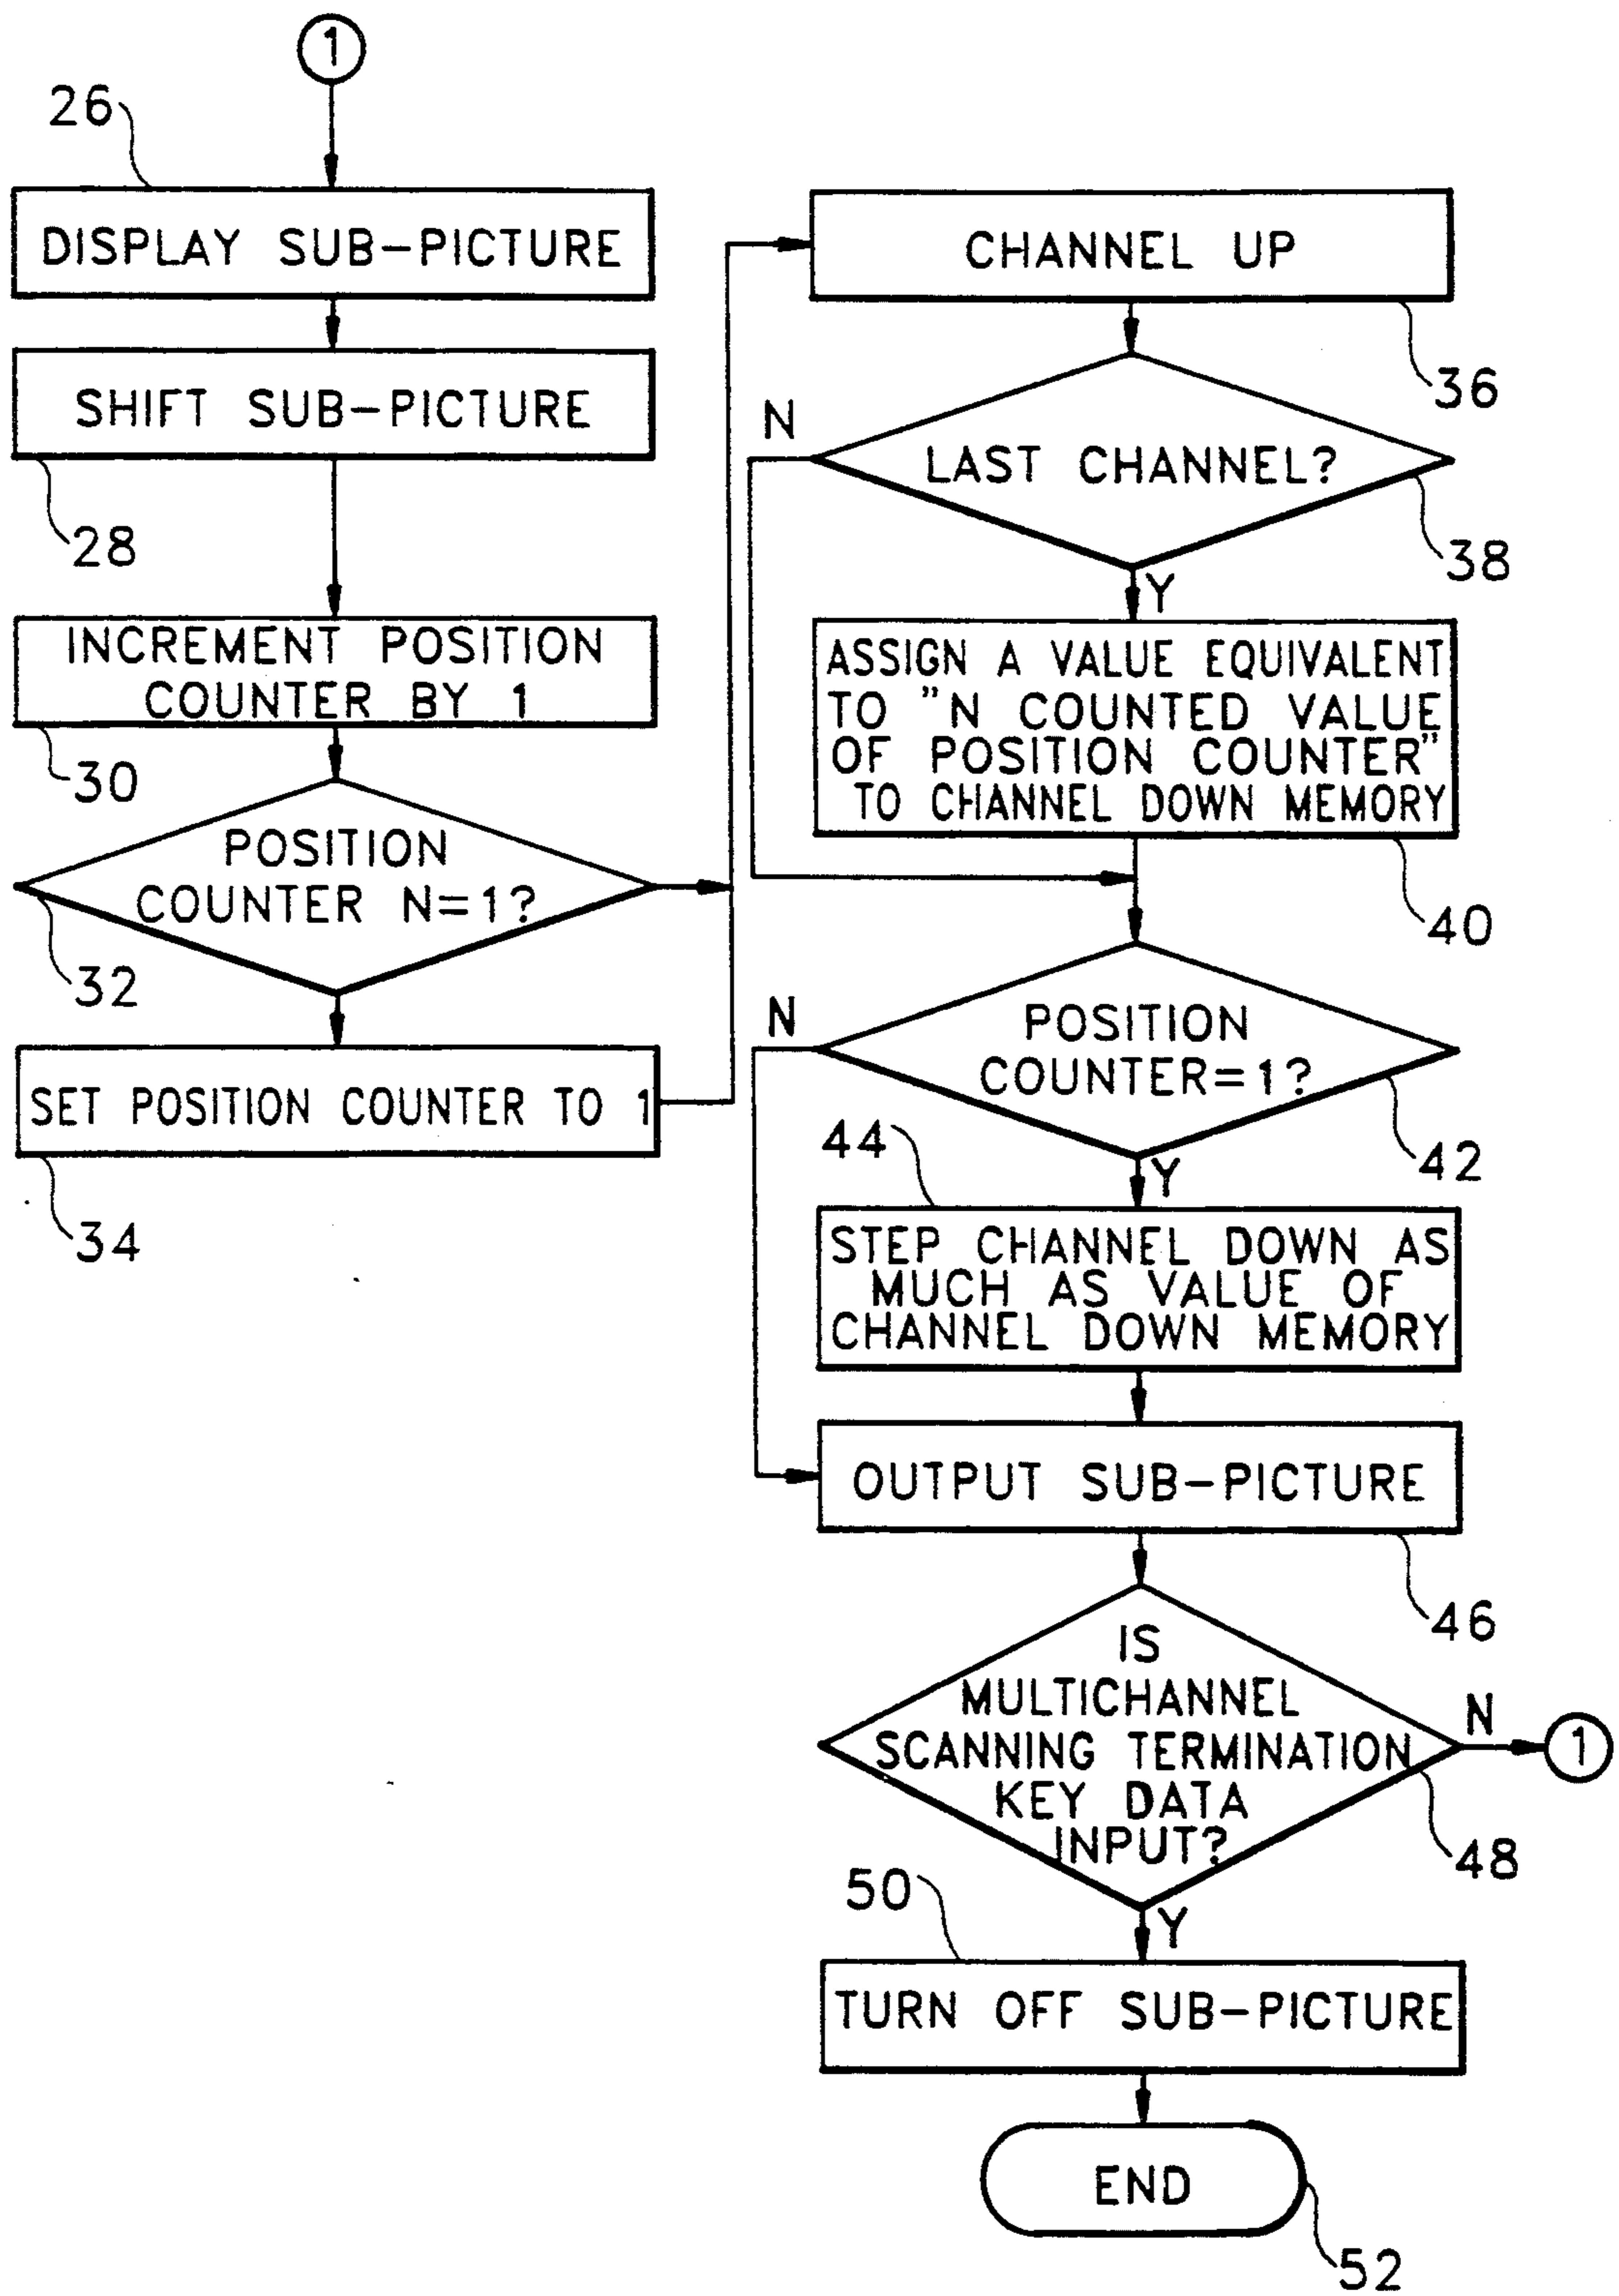 1
26
DISPLAY SUB-PICTURE
SHIFT SUB-PICTURE
28
INCREMENT POSITION
COUNTER BY 1
30
POSITION
COUNTER N=1?
32
SET POSITION COUNTER TO 1
34
CHANNEL UP
36
N
LAST CHANNEL?
38
Y
ASSIGN A VALUE EQUIVALENT
TO "N COUNTED VALUE
OF POSITION COUNTER"
TO CHANNEL DOWN MEMORY
40
N
POSITION
COUNTER=1?
42
44
Y
STEP CHANNEL DOWN AS
MUCH AS VALUE OF
CHANNEL DOWN MEMORY
OUTPUT SUB-PICTURE
46
IS
MULTICHANNEL
SCANNING TERMINATION
KEY DATA
INPUT?
N
1
48
50
Y
TURN OFF SUB-PICTURE
END
52